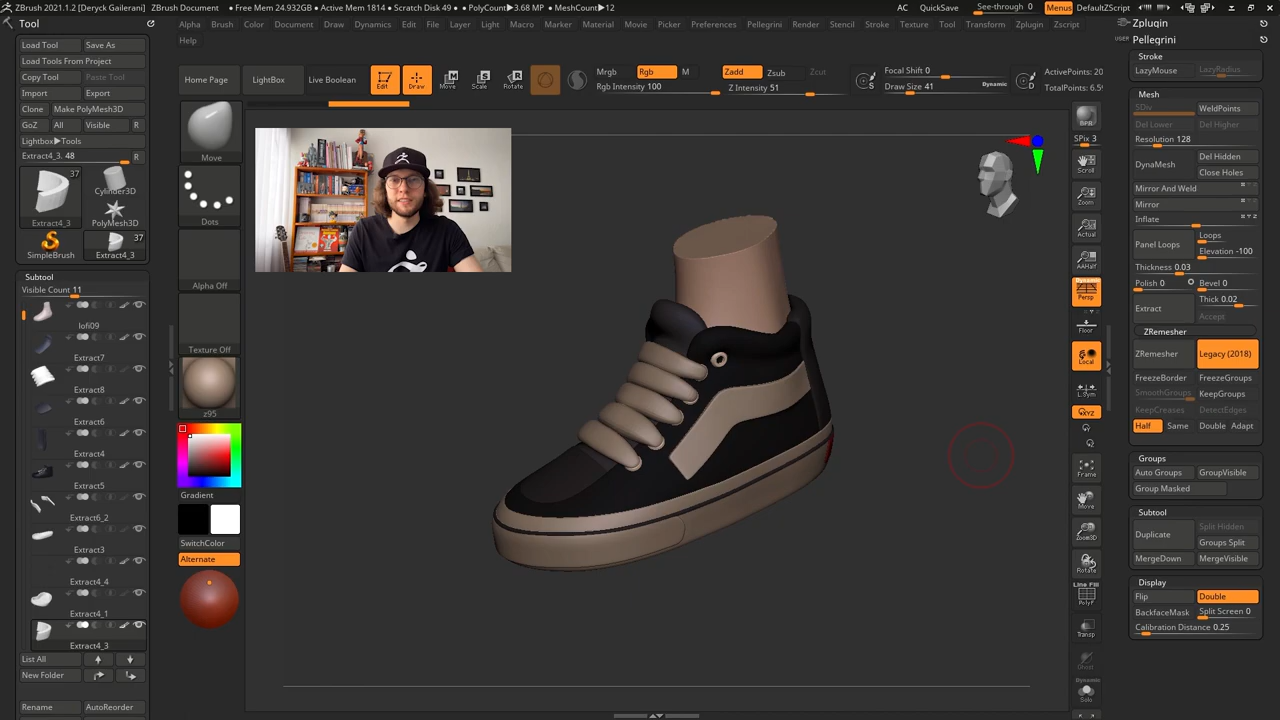 ZBrush 2021.1.2 [Deryck Gailerani] ZBrush Document ● Free Mem 24.932GB ● Active Mem 1814 ● Scratch Disk 49 ● PolyCount▶3.68 MP ● MeshCount▶12
AC QuickSave See-through 0 Menus DefaultZScript
Tool
Alpha Brush Color Document Draw Dynamics Edit File Layer Light Macro Marker Material Movie Picker Preferences Pellegrini Render Stencil Stroke Texture Tool Transform Zplugin Zscript
Help
Zplugin
USER Pellegrini
Load Tool Save As
Load Tools From Project
Copy Tool Paste Tool
Import Export
Clone Make PolyMesh3D
GoZ All Visible R
Lightbox▶Tools
Extract4_3. 48 R
37
Cylinder3D
Extract4_3 PolyMesh3D
37
SimpleBrush Extract4_3
Subtool
Visible Count 11
lofi09
Extract7
Extract8
Extract6
Extract4
Extract5
Extract6_2
Extract3
Extract4_4
Extract4_1
Extract4_3
List All
New Folder
Rename AutoReorder
Home Page LightBox Live Boolean
Edit Draw Move Scale Rotate
Mrgb Rgb M
Rgb Intensity 100
Zadd Zsub Zcut
Z Intensity 51
S
Focal Shift 0
Draw Size 41 Dynamic
D
ActivePoints: 20
TotalPoints: 6.5
Move
Dots
Alpha Off
Texture Off
z95
Gradient
SwitchColor
Alternate
BPR
SPix 3
Scroll
Zoom
Actual
AAHalf
Dynamic
Persp
Floor
Local
L.Sym
XYZ
Frame
Move
Zoom3D
Rotate
Line Fill
PolyF
Transp
Ghost
Dynamic
Solo
Stroke
LazyMouse LazyRadius
Mesh
SDiv WeldPoints
Del Lower Del Higher
Resolution 128
DynaMesh Del Hidden
Close Holes
Mirror And Weld
Mirror
Inflate
Panel Loops Loops
Elevation -100
Thickness 0.03
Polish 0 Bevel 0
Extract Thick 0.02
Accept
ZRemesher
ZRemesher Legacy (2018)
FreezeBorder FreezeGroups
SmoothGroups KeepGroups
KeepCreases DetectEdges
Half Same Double Adapt
Groups
Auto Groups GroupVisible
Group Masked
Subtool
Duplicate Split Hidden
Groups Split
MergeDown MergeVisible
Display
Flip Double
BackfaceMask Split Screen 0
Calibration Distance 0.25